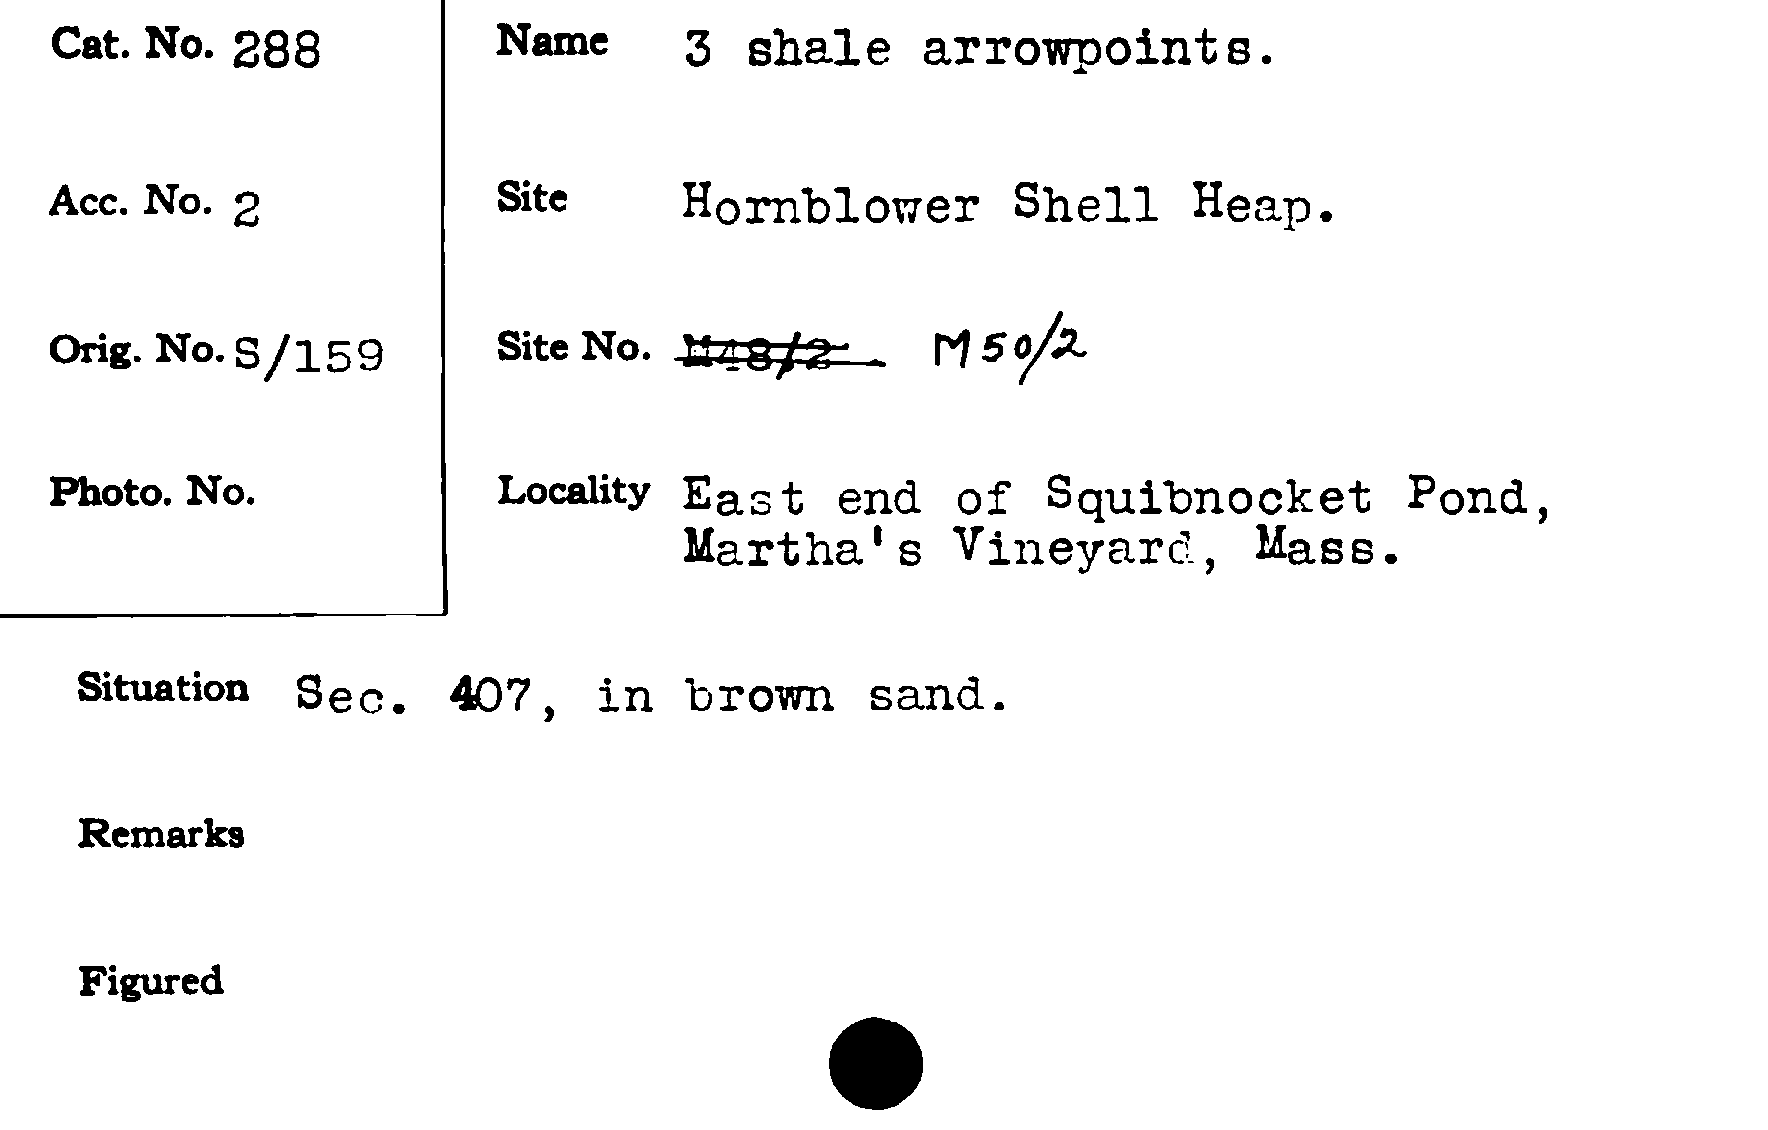 Cat. No. 288
Name 3 shale arrowpoints.
Acc. No. 2
Site Hornblower Shell Heap.
Orig. No. S/159
Site No. M48/2 M50/2
Photo. No.
Locality East end of Squibnocket Pond,
Martha's Vineyard, Mass.
Situation Sec. 407, in brown sand.
Remarks
Figured